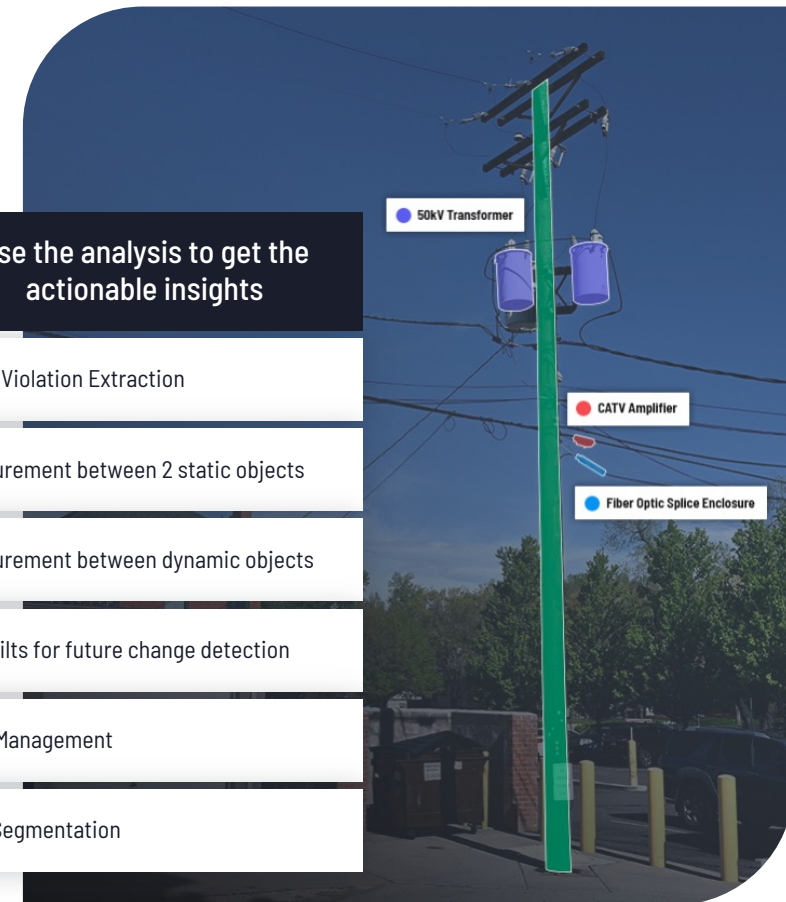 se the analysis to get the
actionable insights
Violation Extraction
urement between 2 static objects
urement between dynamic objects
ilts for future change detection
Management
Segmentation
50kV Transformer
CATV Amplifier
Fiber Optic Splice Enclosure